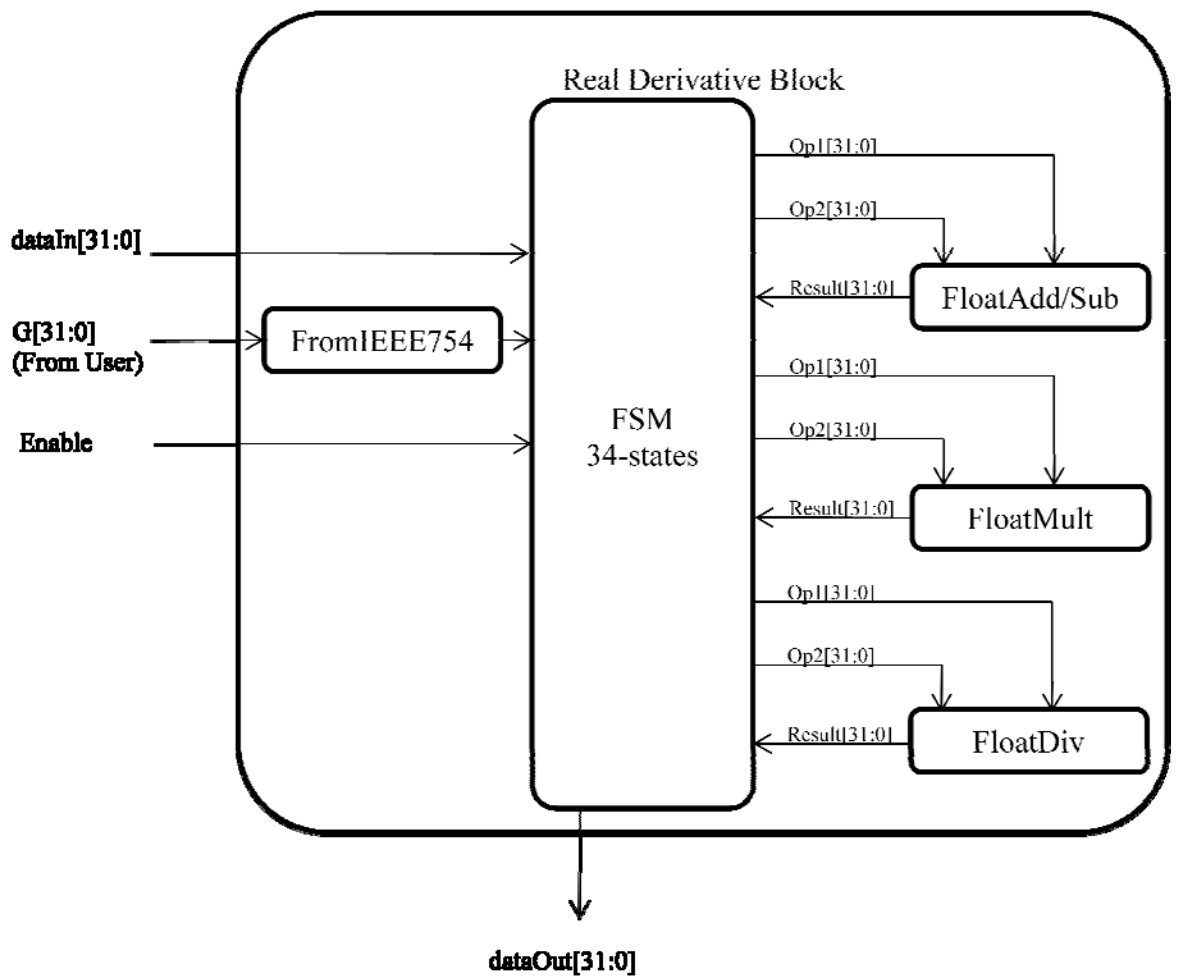 Real Derivative Block
Op1[31:0]
Op2[31:0]
dataIn[31:0]
Result[31:0]
FloatAdd/Sub
G[31:0]
(From User)
FromIEEE754
Op1[31:0]
FSM
34-states
Op2[31:0]
Enable
Result[31:0]
FloatMult
Op1[31:0]
Op2[31:0]
Result[31:0]
FloatDiv
dataOut[31:0]